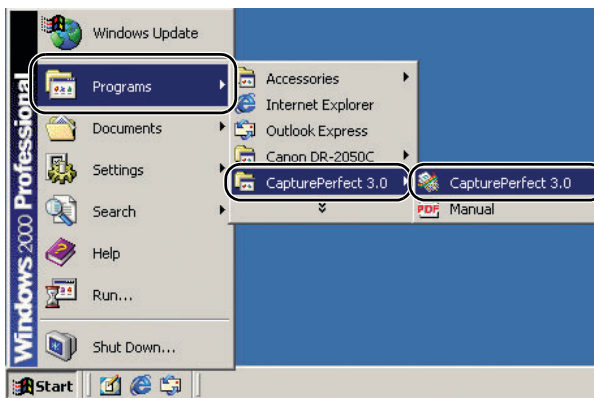 Windows 2000 Professional
Windows Update
Programs
Documents
Settings
Search
Help
Run...
Shut Down...
Accessories
Internet Explorer
Outlook Express
Canon DR-2050C
CapturePerfect 3.0
CapturePerfect 3.0
PDF Manual
Start